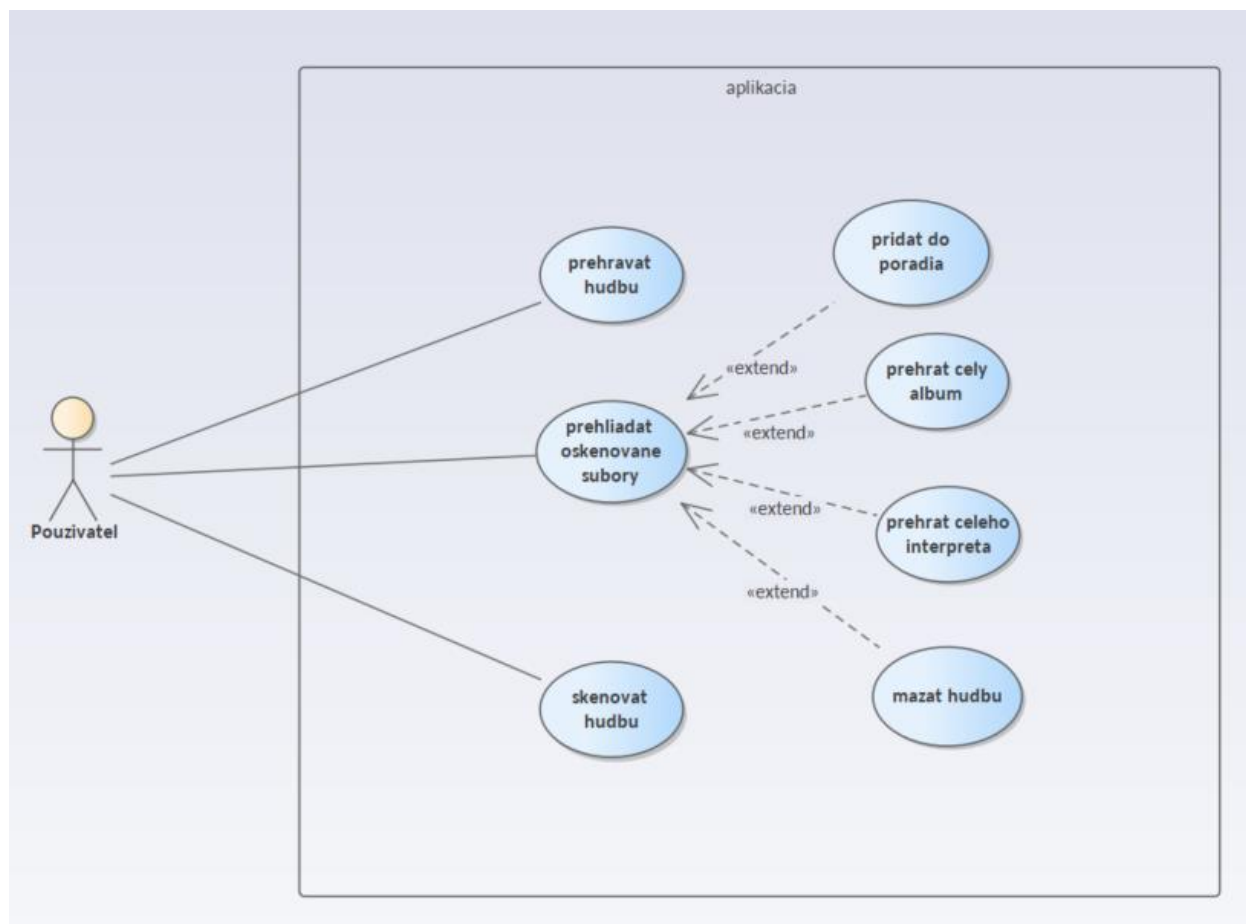 aplikacia
pridat do
poradia
prehravat
hudbu
«extend»
prehrat cely
album
prehliadat
oskenovane
subory
«extend»
«extend»
prehrat celeho
interpreta
Pouzivatel
«extend»
skenovat
hudbu
mazat hudbu